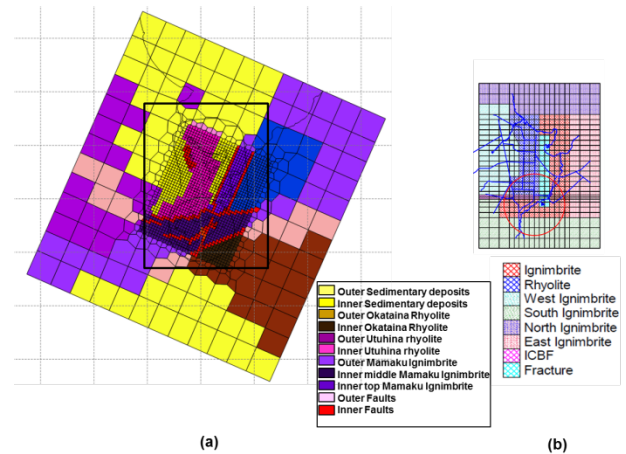 Outer Sedimentary deposits
Inner Sedimentary deposits
Outer Okataina Rhyolite
Inner Okataina Rhyolite
Outer Utuhina rhyolite
Inner Utuhina rhyolite
Outer Mamaku Ignimbrite
Inner middle Mamaku Ignimbrite
Inner top Mamaku Ignimbrite
Outer Faults
Inner Faults
(a)
Ignimbrite
Rhyolite
West Ignimbrite
South Ignimbrite
North Ignimbrite
East Ignimbrite
ICBF
Fracture
(b)